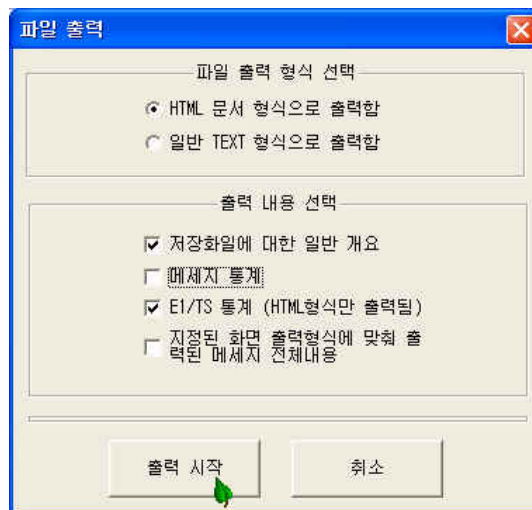 파일 출력
파일 출력 형식 선택
HTML 문서 형식으로 출력함
일반 TEXT 형식으로 출력함
출력 내용 선택
저장화일에 대한 일반 개요
메세지 통계
E1/TS 통계 (HTML형식만 출력됨)
지정된 화면 출력형식에 맞춰 출
력된 메세지 전체내용
출력 시작
취소